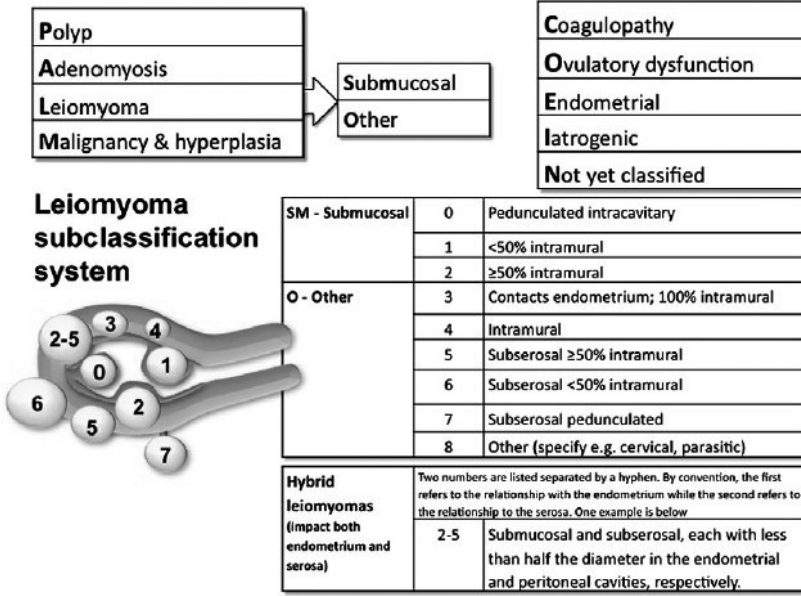 Polyp
Adenomyosis
Leiomyoma
Malignancy & hyperplasia
Submucosal
Other
Coagulopathy
Ovulatory dysfunction
Endometrial
Iatrogenic
Not yet classified
Leiomyoma
subclassification
system
3
4
2-5
0
1
6
2
5
7
SM - Submucosal
0 Pedunculated intracavitary
1 <50% intramural
2 ≥50% intramural
O - Other
3 Contacts endometrium; 100% intramural
4 Intramural
5 Subserosal ≥50% intramural
6 Subserosal <50% intramural
7 Subserosal pedunculated
8 Other (specify e.g. cervical, parasitic)
Hybrid
leiomyomas
(impact both
endometrium and
serosa)
Two numbers are listed separated by a hyphen. By convention, the first
refers to the relationship with the endometrium while the second refers to
the relationship to the serosa. One example is below
2-5 Submucosal and subserosal, each with less
than half the diameter in the endometrial
and peritoneal cavities, respectively.